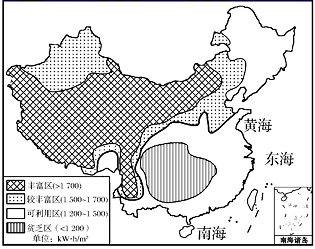 黄海
东海
南海
丰富区(>1 700)
较丰富区(1 500~1 700)
可利用区(1 200~1 500)
贫乏区(<1 200)
单位：kW·h/m²
南海诸岛